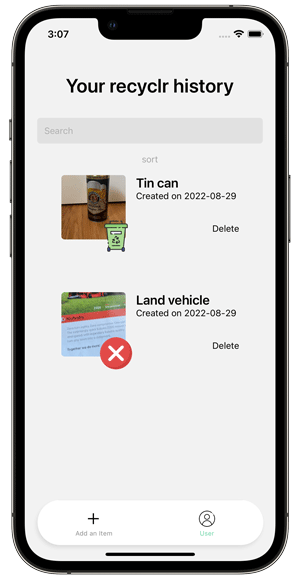 3:07
Your recyclr history
Search
sort
Tin can
Created on 2022-08-29
Delete
Land vehicle
Created on 2022-08-29
Delete
Add an item
User